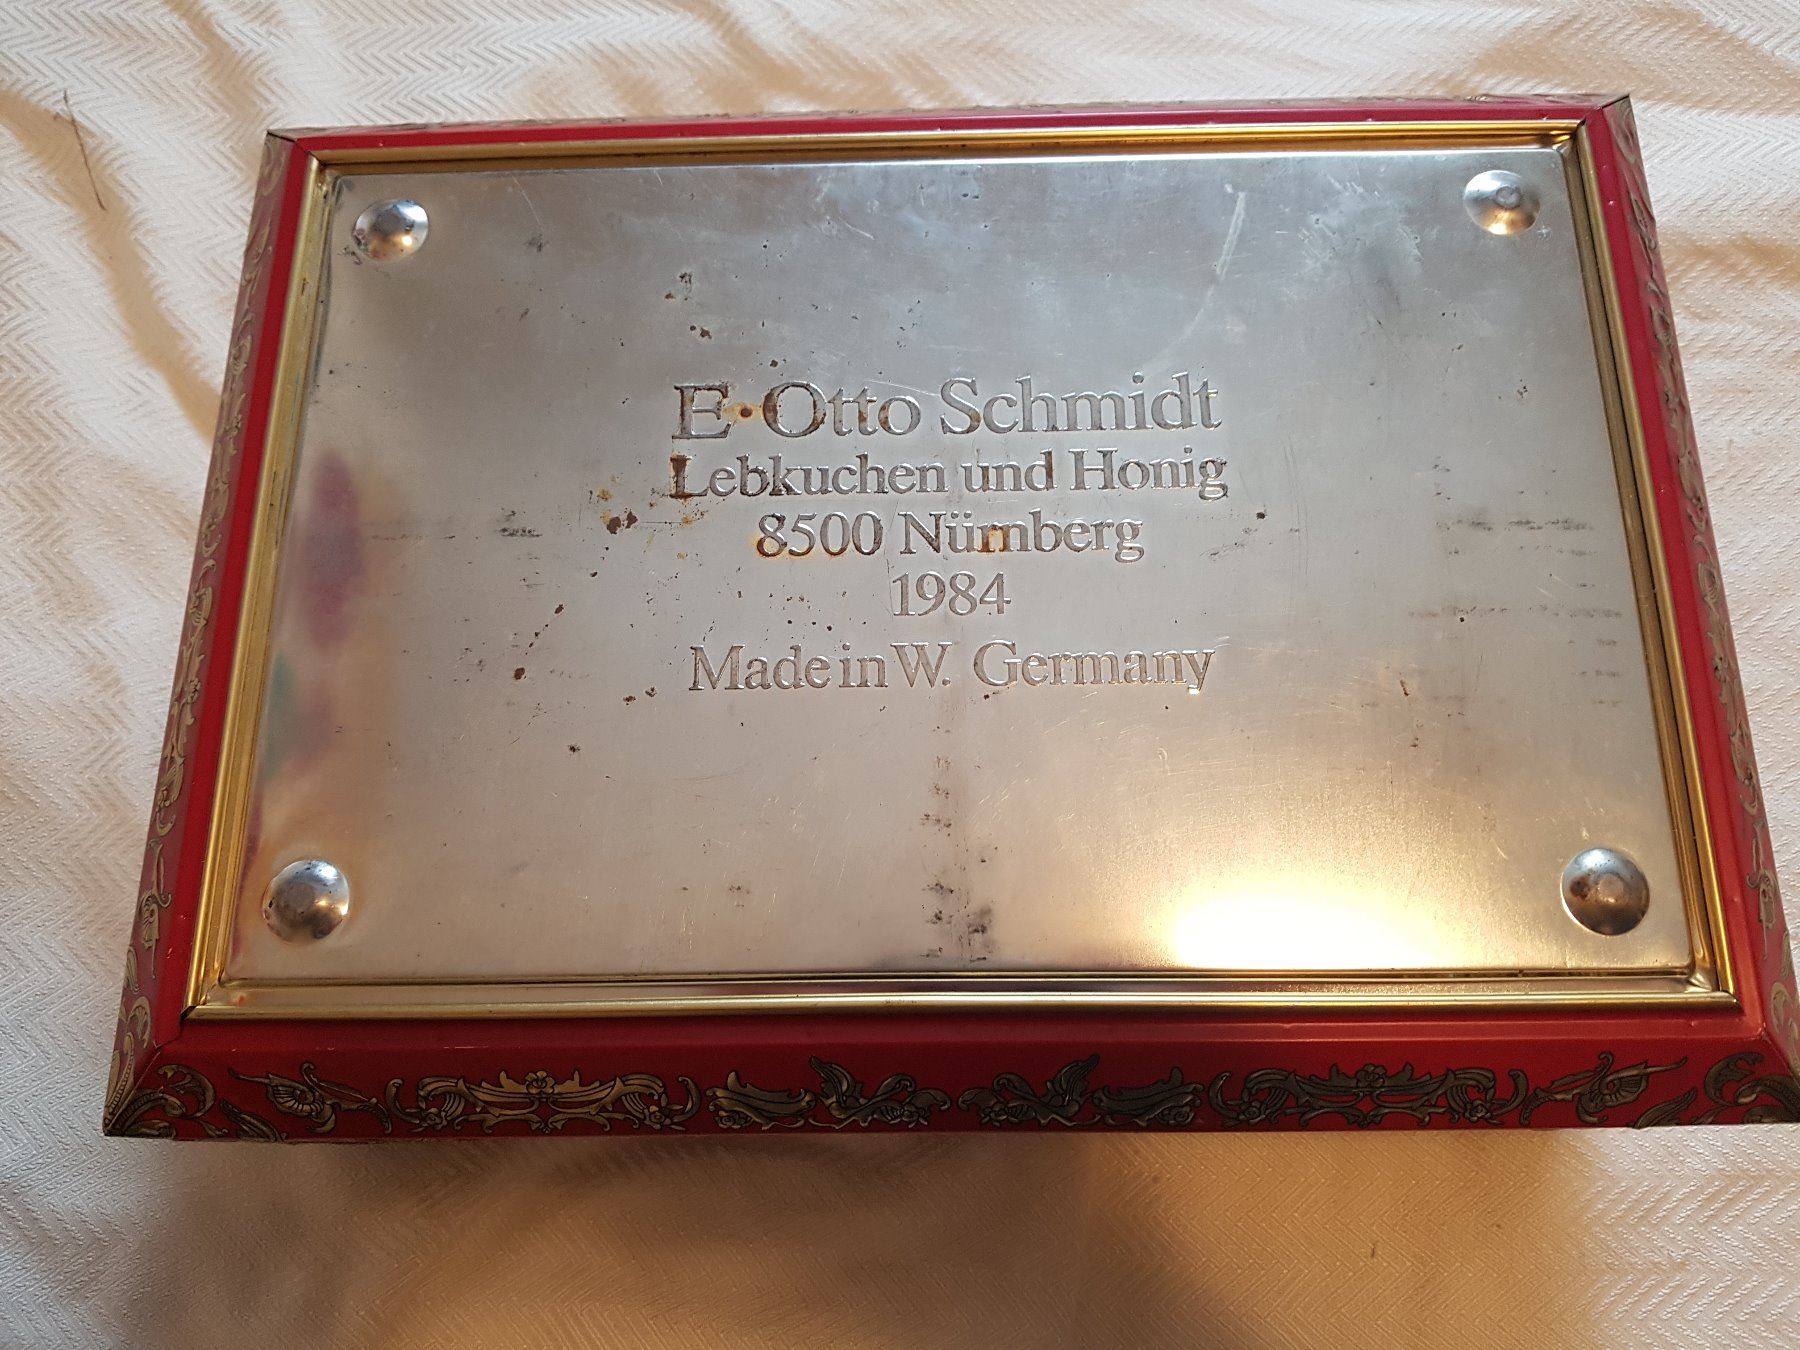 E·Otto Schmidt
Lebkuchen und Honig
8500 Nürnberg
1984
Made in W. Germany